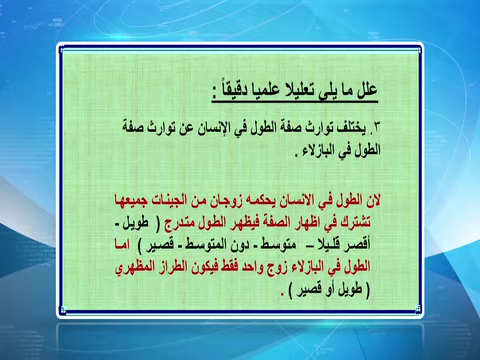 علل ما يلي تعليلا علميا دقيقاً :
٣. يختلف توارث صفة الطول في الإنسان عن توارث صفة
الطول في البازلاء .
لان الطول في الانسان يحكمه زوجان من الجينات جميعها
تشترك في اظهار الصفة فيظهر الطول متدرج ( طويل -
أقصر قليلا – متوسط - دون المتوسط - قصير ) اما
الطول في البازلاء زوج واحد فقط فيكون الطراز المظهري
( طويل أو قصير ) .